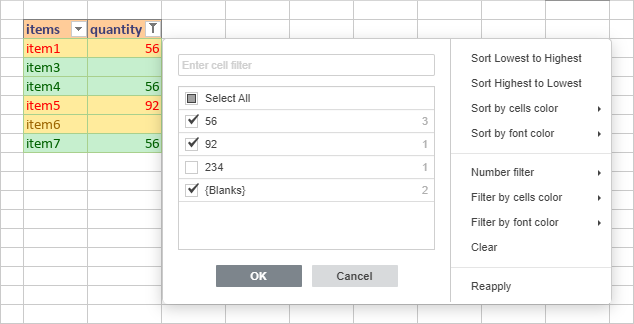 items quantity
item1 56
item3
item4 56
item5 92
item6
item7 56
Enter cell filter
Select All
56 3
92 1
234 1
{Blanks} 2
OK Cancel
Sort Lowest to Highest
Sort Highest to Lowest
Sort by cells color
Sort by font color
Number filter
Filter by cells color
Filter by font color
Clear
Reapply